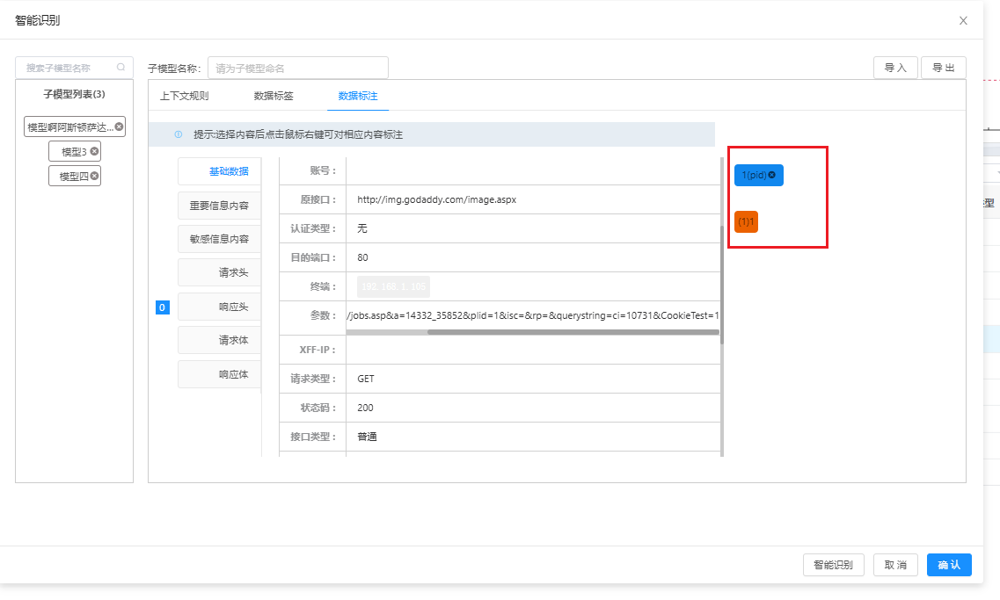 智能识别
搜索子模型名称
子模型名称:
请为子模型命名
导 入
导 出
子模型列表(3)
上下文规则
数据标签
数据标注
模型啊阿斯顿萨达...
模型3
模型四
提示:选择内容后点击鼠标右键可对相应内容标注
0
基础数据
重要信息内容
敏感信息内容
请求头
响应头
请求体
响应体
账号：
原接口： http://img.godaddy.com/image.aspx
认证类型： 无
目的端口： 80
终端： 192.168.1.105
参数： /jobs.asp&a=14332_35852&plid=1&isc=&rp=&querystring=ci=10731&CookieTest=1
XFF-IP：
请求类型： GET
状态码： 200
接口类型： 普通
1(pid)
(1)1
型
智能识别
取 消
确 认